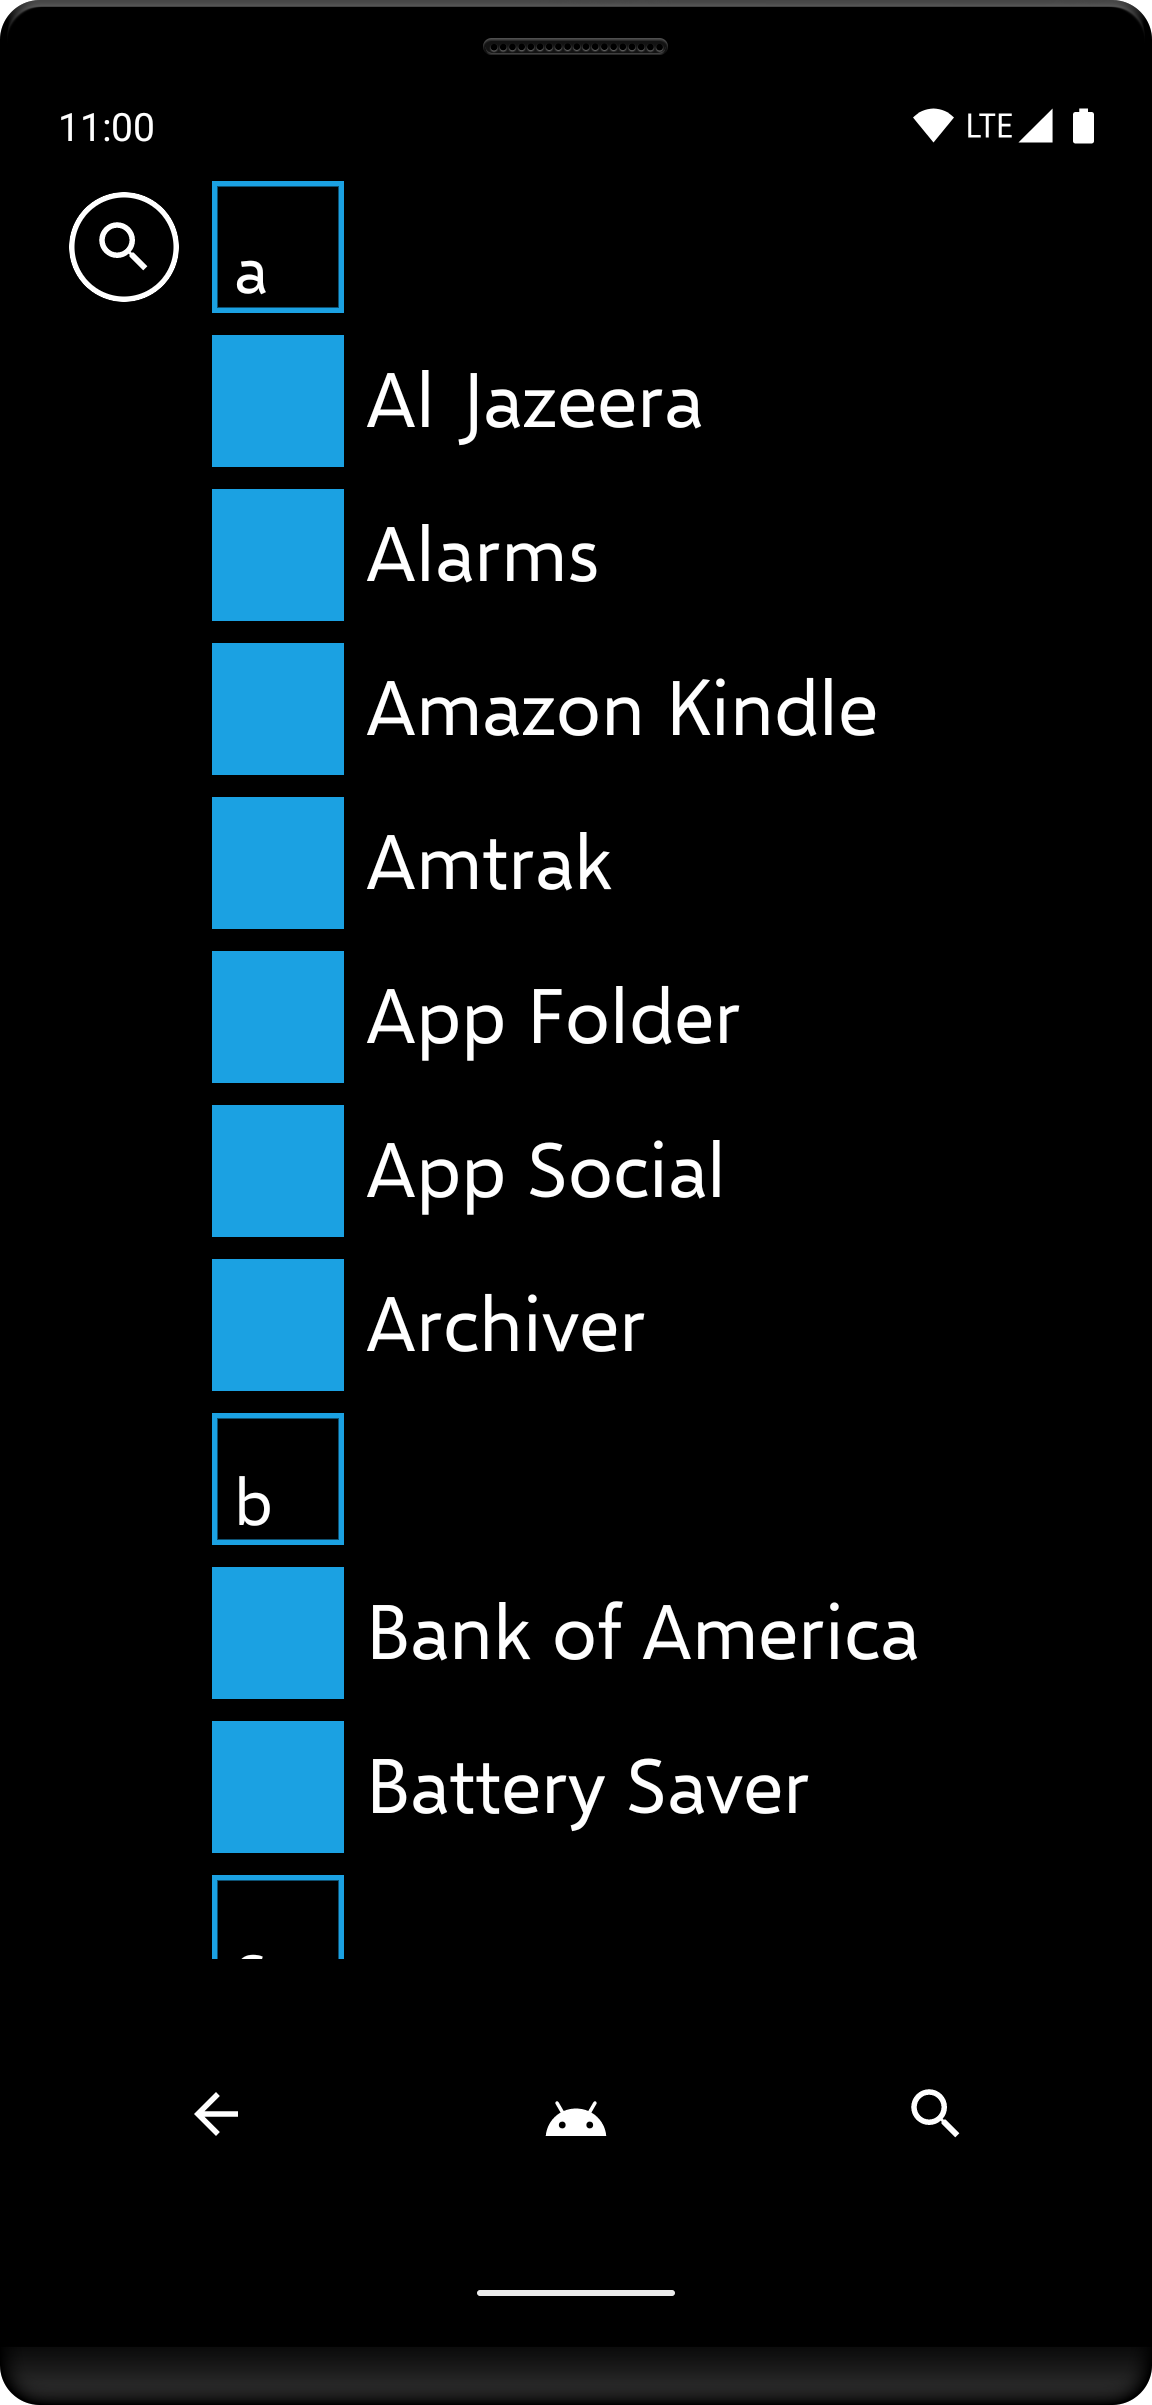 11:00 LTE
a
Al Jazeera
Alarms
Amazon Kindle
Amtrak
App Folder
App Social
Archiver
b
Bank of America
Battery Saver